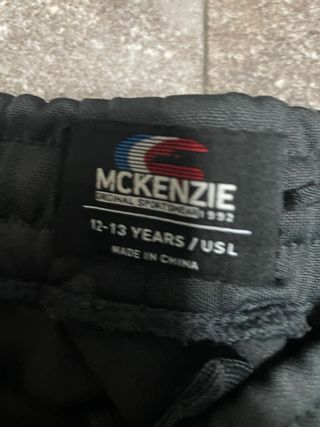 MCKENZIE
ORIGINAL SPORTSWEAR 1992
12-13 YEARS / USL
MADE IN CHINA